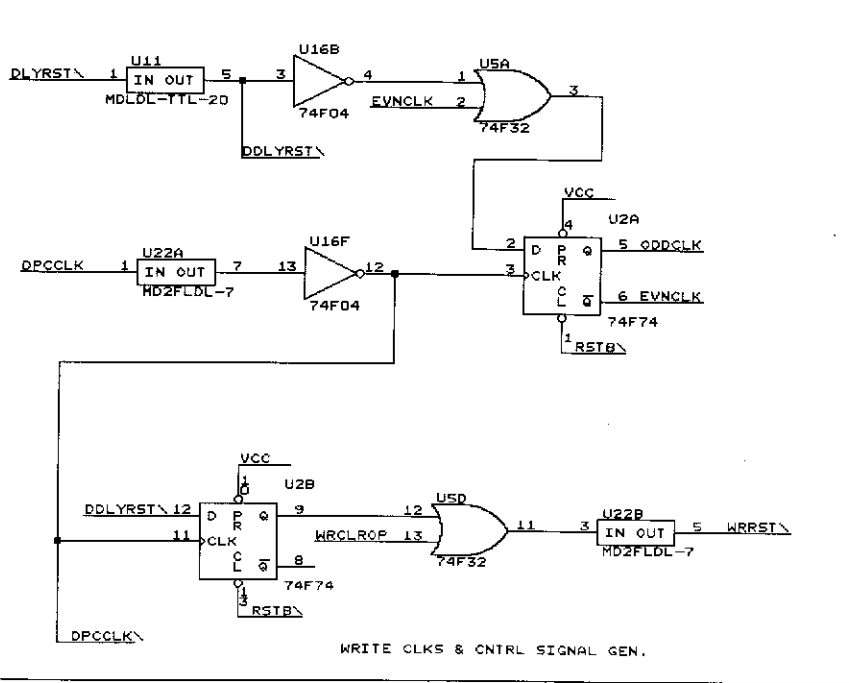 U11
DLYRST\ 1 IN OUT 5
MDLDL-TTL-20
DDLYRST\
U16B
3 4
74F04
U5A
1
EVNCLK 2
3
74F32
VCC
4
U2A
2 D PR Q 5 ODDCLK
3 CLK
CL Q 6 EVNCLK
74F74
1
RSTB\
U22A
DPCCLK 1 IN OUT 7
MD2FLDL-7
U16F
13 12
74F04
VCC
10
U2B
DDLYRST\ 12 D PR Q 9
11 CLK
CL Q 8
74F74
13
RSTB\
DPCCLK\
U5D
12
WRCLROP 13
11
74F32
U22B
3 IN OUT 5 WRRST\
MD2FLDL-7
WRITE CLKS & CNTRL SIGNAL GEN.